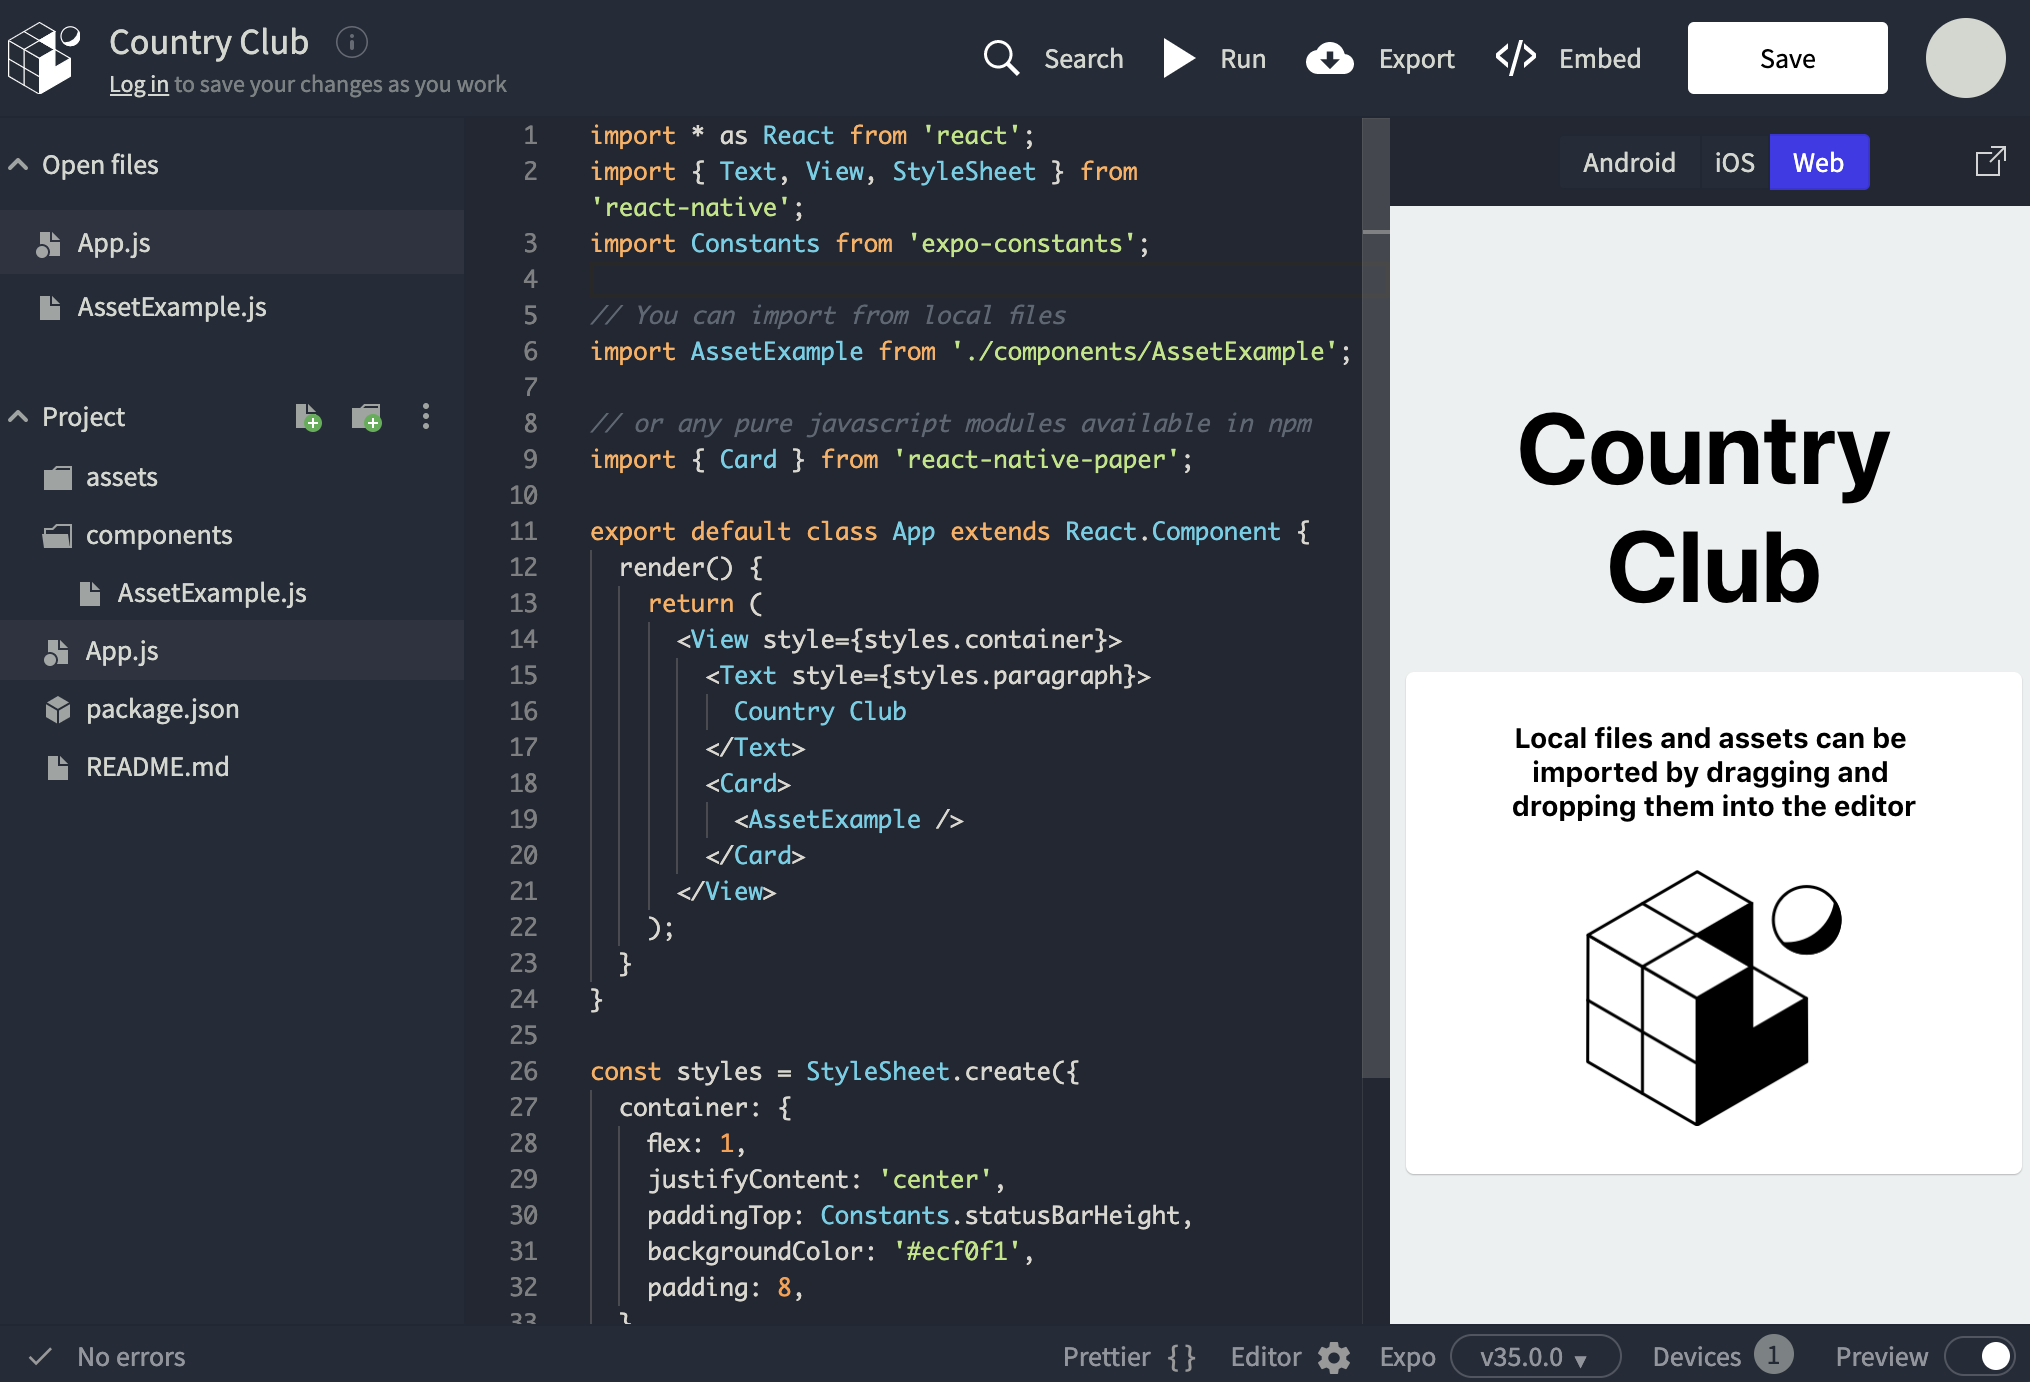 Country Club
Log in to save your changes as you work
Search
Run
Export
Embed
Save
Open files
App.js
AssetExample.js
Project
assets
components
AssetExample.js
App.js
package.json
README.md
1 import * as React from 'react';
2 import { Text, View, StyleSheet } from
'react-native';
3 import Constants from 'expo-constants';
4
5 // You can import from local files
6 import AssetExample from './components/AssetExample';
7
8 // or any pure javascript modules available in npm
9 import { Card } from 'react-native-paper';
10
11 export default class App extends React.Component {
12 render() {
13 return (
14 <View style={styles.container}>
15 <Text style={styles.paragraph}>
16 Country Club
17 </Text>
18 <Card>
19 <AssetExample />
20 </Card>
21 </View>
22 );
23 }
24 }
25
26 const styles = StyleSheet.create({
27 container: {
28 flex: 1,
29 justifyContent: 'center',
30 paddingTop: Constants.statusBarHeight,
31 backgroundColor: '#ecf0f1',
32 padding: 8,
33 }
Android
iOS
Web
Country
Club
Local files and assets can be
imported by dragging and
dropping them into the editor
No errors
Prettier { }
Editor
Expo
v35.0.0
Devices 1
Preview